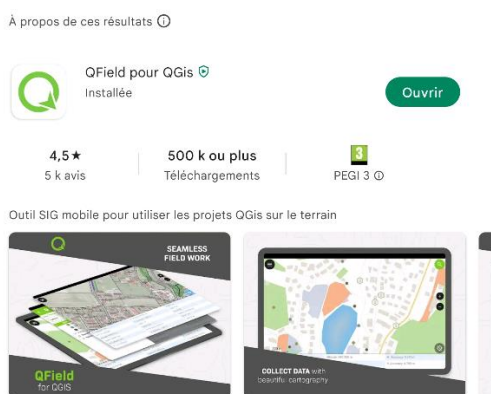 À propos de ces résultats
QField pour QGis
Installée
Ouvrir
4,5★
5 k avis
500 k ou plus
Téléchargements
3
PEGI 3
Outil SIG mobile pour utiliser les projets QGis sur le terrain
SEAMLESS
FIELD WORK
QField
for QGIS
COLLECT DATA with
beautiful cartography